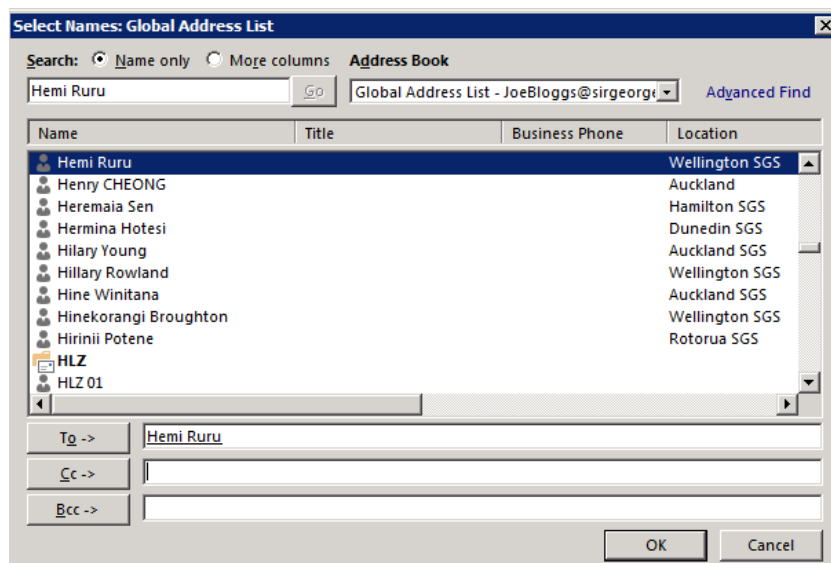 Select Names: Global Address List
Search: Name only More columns Address Book
Hemi Ruru Go Global Address List - JoeBloggs@sirgeorge Advanced Find
Name Title Business Phone Location
Hemi Ruru Wellington SGS
Henry CHEONG Auckland
Heremaia Sen Hamilton SGS
Hermina Hotesi Dunedin SGS
Hilary Young Auckland SGS
Hillary Rowland Wellington SGS
Hine Winitana Auckland SGS
Hinekorangi Broughton Wellington SGS
Hirinii Potene Rotorua SGS
HLZ
HLZ 01
To -> Hemi Ruru
Cc ->
Bcc ->
OK Cancel